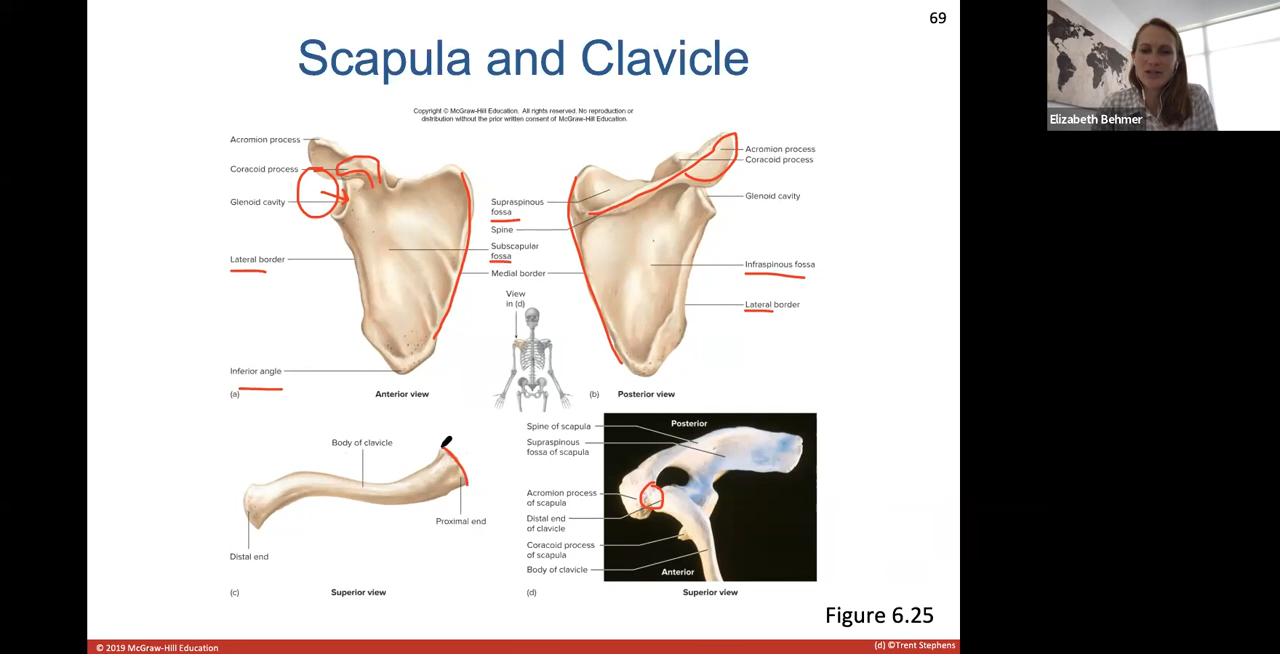 69
Scapula and Clavicle
Elizabeth Behmer
Copyright © McGraw-Hill Education. All rights reserved. No reproduction or
distribution without the prior written consent of McGraw-Hill Education.
Acromion process
Coracoid process
Glenoid cavity
Lateral border
Inferior angle
(a)
Anterior view
Supraspinous
fossa
Spine
Subscapular
fossa
Medial border
View
in (d)
Acromion process
Coracoid process
Glenoid cavity
Infraspinous fossa
Lateral border
(b)
Posterior view
Body of clavicle
Proximal end
Distal end
(c)
Superior view
Spine of scapula
Supraspinous
fossa of scapula
Acromion process
of scapula
Distal end
of clavicle
Coracoid process
of scapula
Body of clavicle
Posterior
Anterior
(d)
Superior view
Figure 6.25
© 2019 McGraw-Hill Education
(d) ©Trent Stephens